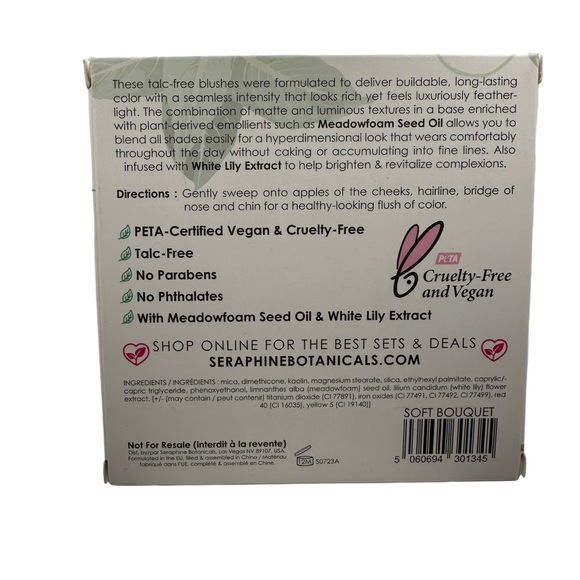 These talc-free blushes were formulated to deliver buildable, long-lasting
color with a seamless intensity that looks rich yet feels luxuriously feather-
light. The combination of matte and luminous textures in a base enriched
with plant-derived emollients such as Meadowfoam Seed Oil allows you to
blend all shades easily for a hyperdimensional look that wears comfortably
throughout the day without caking or accumulating into fine lines. Also
infused with White Lily Extract to help brighten & revitalize complexions.
Directions : Gently sweep onto apples of the cheeks, hairline, bridge of
nose and chin for a healthy-looking flush of color.
PETA-Certified Vegan & Cruelty-Free
Talc-Free
No Parabens
No Phthalates
With Meadowfoam Seed Oil & White Lily Extract
PETA
Cruelty-Free
and Vegan
SHOP ONLINE FOR THE BEST SETS & DEALS
SERAPHINEBOTANICALS.COM
INGREDIENTS / INGRÉDIENTS : mica, dimethicone, kaolin, magnesium stearate, silica, ethylhexyl palmitate, caprylic/-
capric triglyceride, phenoxyethanol, limnanthes alba (meadowfoam) seed oil, lilium candidum (white lily) flower
extract. [+/- (may contain / peut contenir) titanium dioxide (CI 77891), iron oxides (CI 77491, CI 77492, CI 77499), red
40 (CI 16035), yellow 5 (CI 19140)]
SOFT BOUQUET
5 060694 301345
Not For Resale (Interdit à la revente)
Dist. by/par Seraphine Botanicals, Las Vegas NV 89107, USA.
Formulated in the EU, filled & assembled in China / Matériau
fabriqué dans l'UE, complété & assemblé en Chine.
12M S0723A